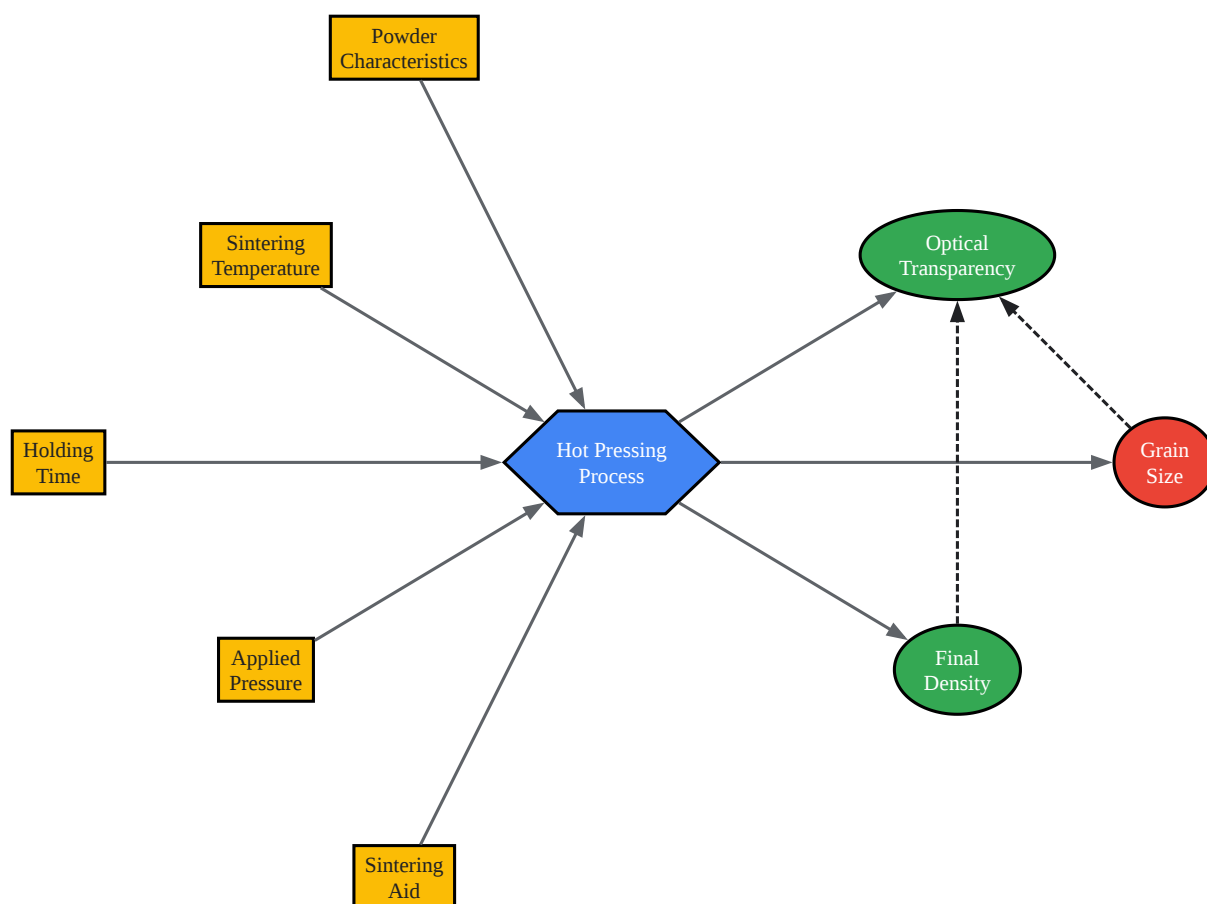 Powder
Characteristics
Sintering
Temperature
Optical
Transparency
Holding
Time
Hot Pressing
Process
Grain
Size
Applied
Pressure
Final
Density
Sintering
Aid